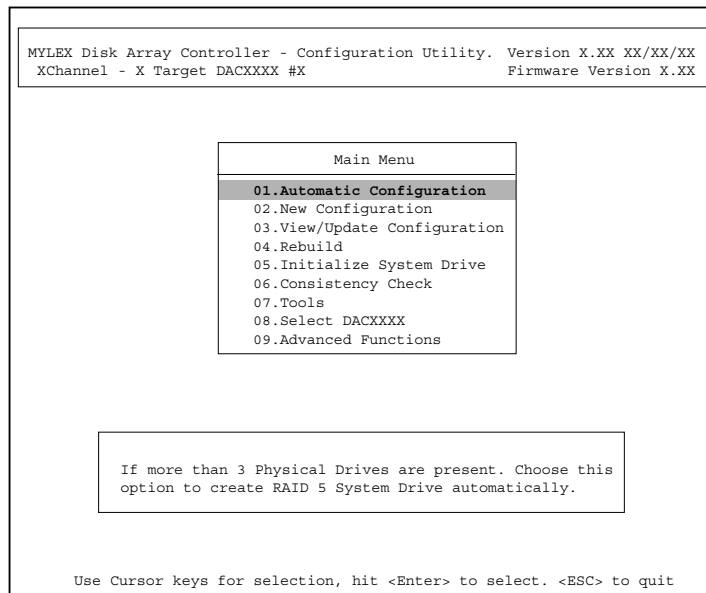 MYLEX Disk Array Controller - Configuration Utility. Version X.XX XX/XX/XX
XChannel - X Target DACXXXX #X Firmware Version X.XX
Main Menu
01.Automatic Configuration
02.New Configuration
03.View/Update Configuration
04.Rebuild
05.Initialize System Drive
06.Consistency Check
07.Tools
08.Select DACXXXX
09.Advanced Functions
If more than 3 Physical Drives are present. Choose this
option to create RAID 5 System Drive automatically.
Use Cursor keys for selection, hit <Enter> to select. <ESC> to quit